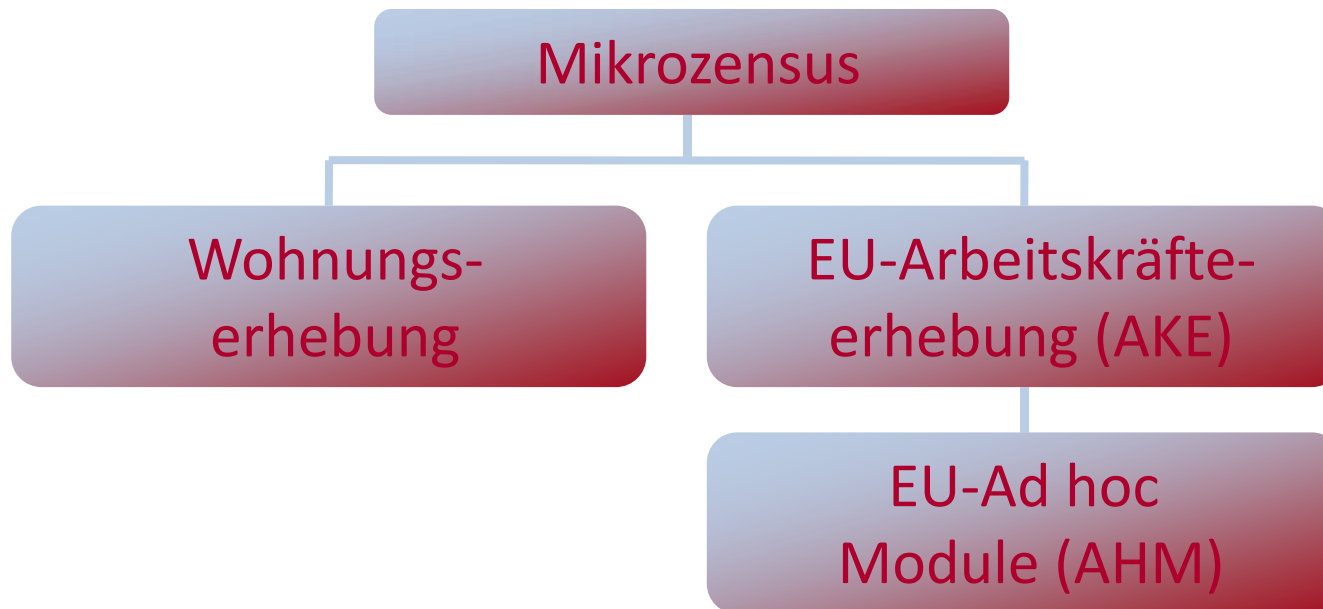 Mikrozensus
Wohnungs-
erhebung
EU-Arbeitskräfte-
erhebung (AKE)
EU-Ad hoc
Module (AHM)